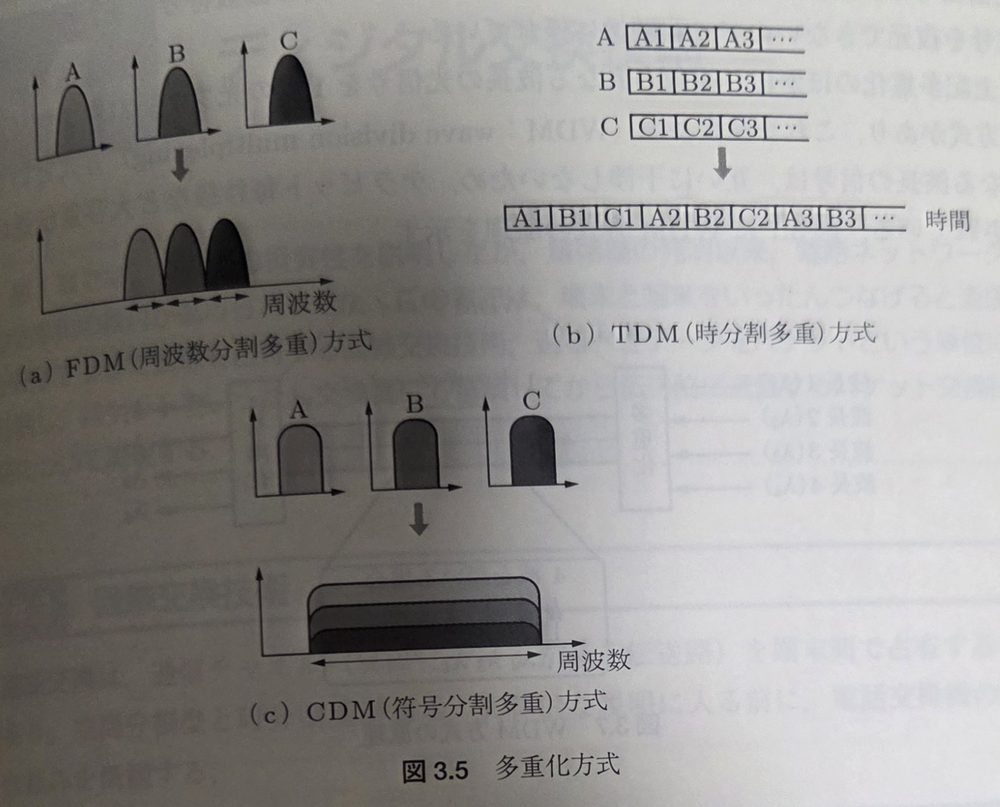 A B C
周波数
(a) FDM(周波数分割多重)方式
A A1 A2 A3 …
B B1 B2 B3 …
C C1 C2 C3 …
A1 B1 C1 A2 B2 C2 A3 B3 … 時間
(b) TDM(時分割多重)方式
A B C
周波数
(c) CDM(符号分割多重)方式
図 3.5 多重化方式